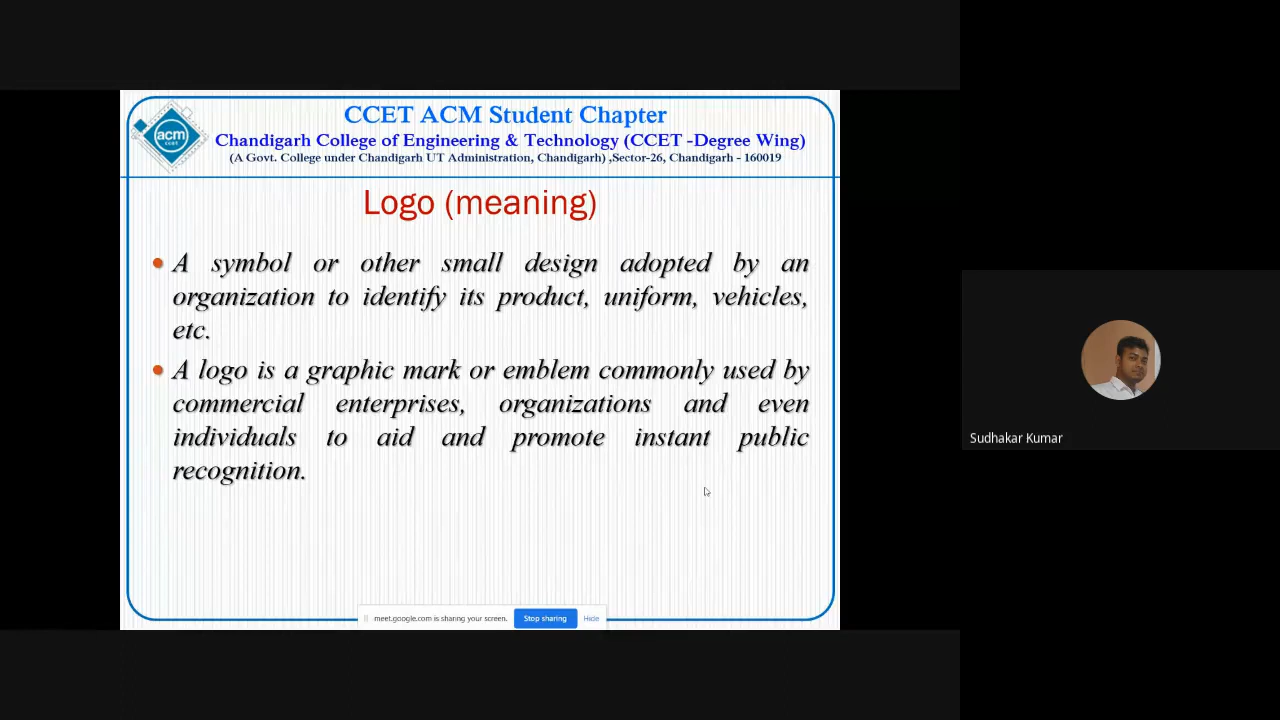 CCET ACM Student Chapter
Chandigarh College of Engineering & Technology (CCET -Degree Wing)
(A Govt. College under Chandigarh UT Administration, Chandigarh) ,Sector-26, Chandigarh - 160019
acm
ccet
Logo (meaning)
• A symbol or other small design adopted by an
organization to identify its product, uniform, vehicles,
etc.
• A logo is a graphic mark or emblem commonly used by
commercial enterprises, organizations and even
individuals to aid and promote instant public
recognition.
Sudhakar Kumar
meet.google.com is sharing your screen. Stop sharing Hide